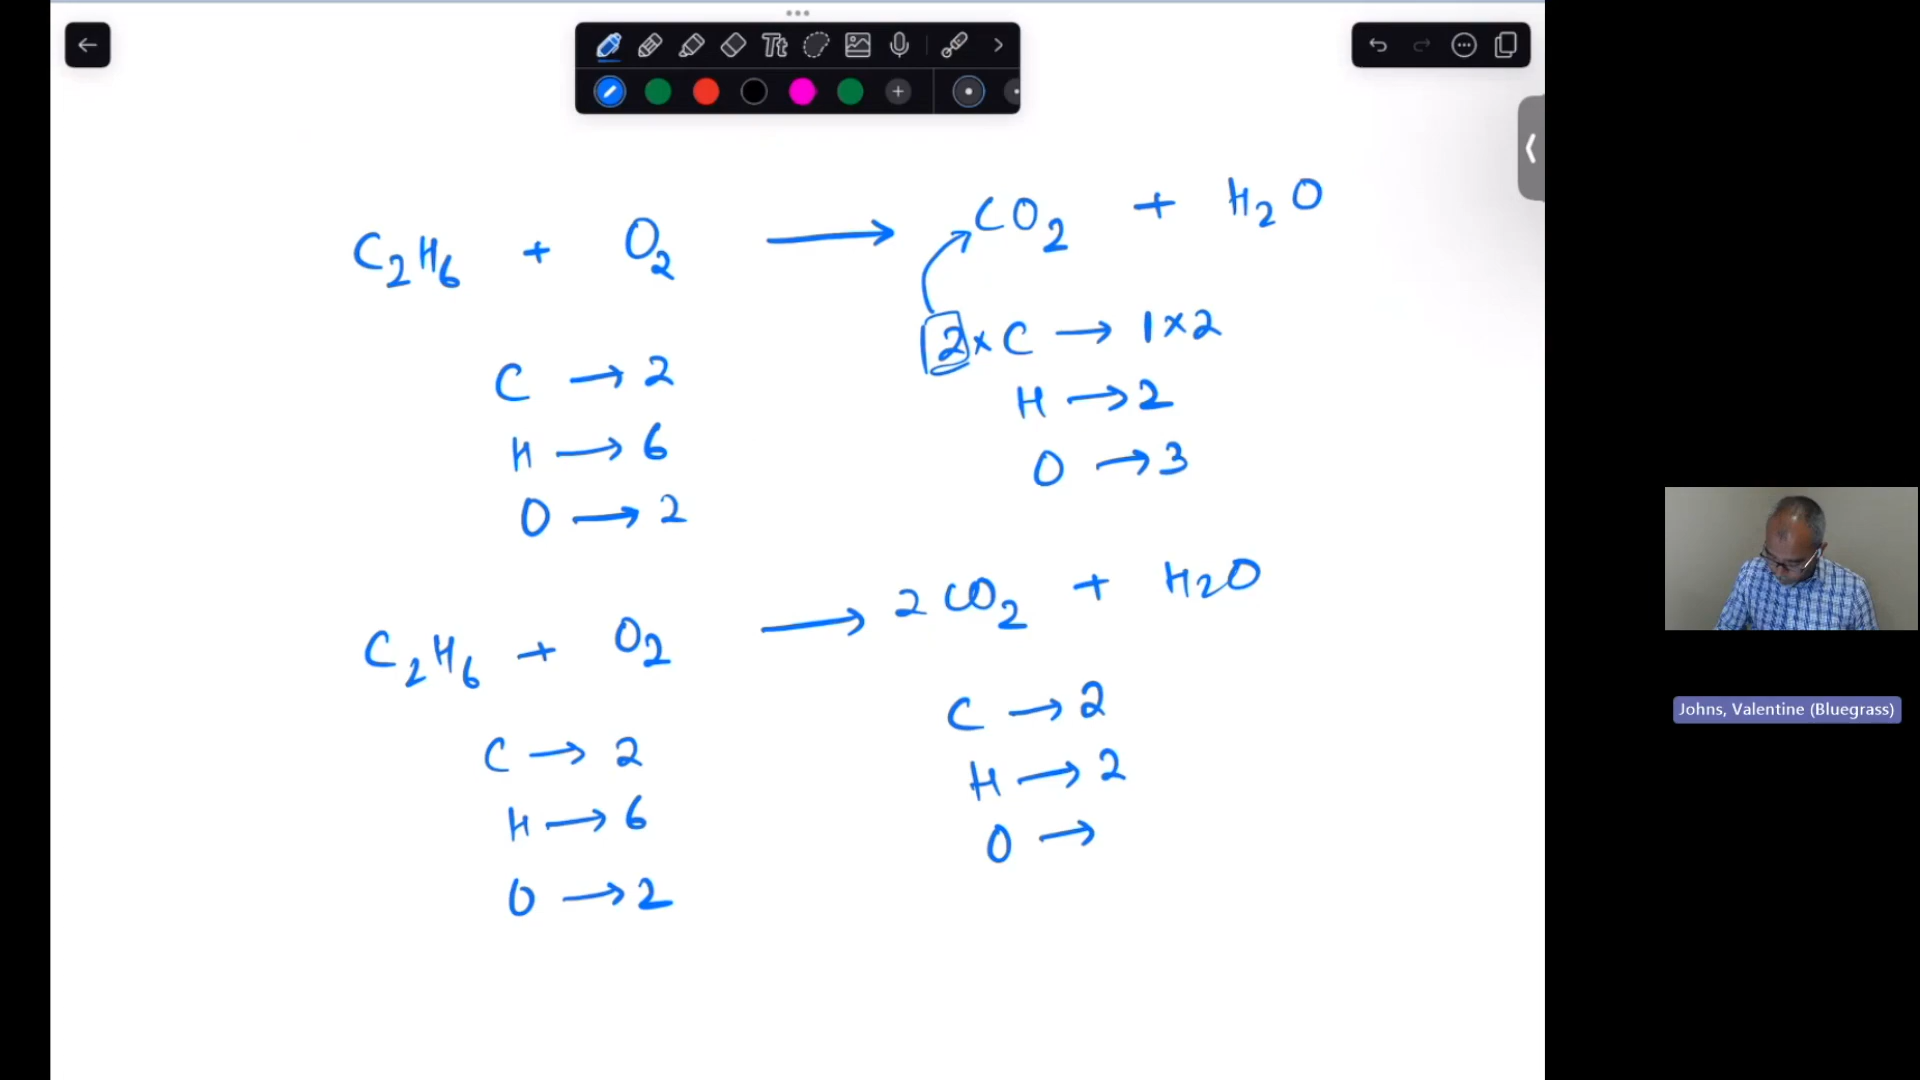 Tt
C₂H₆ + O₂ → CO₂ + H₂O
C → 2
H → 6
O → 2
2 × C → 1 × 2
H → 2
O → 3
C₂H₆ + O₂ → 2CO₂ + H₂O
C → 2
H → 6
O → 2
C → 2
H → 2
O →
Johns, Valentine (Bluegrass)